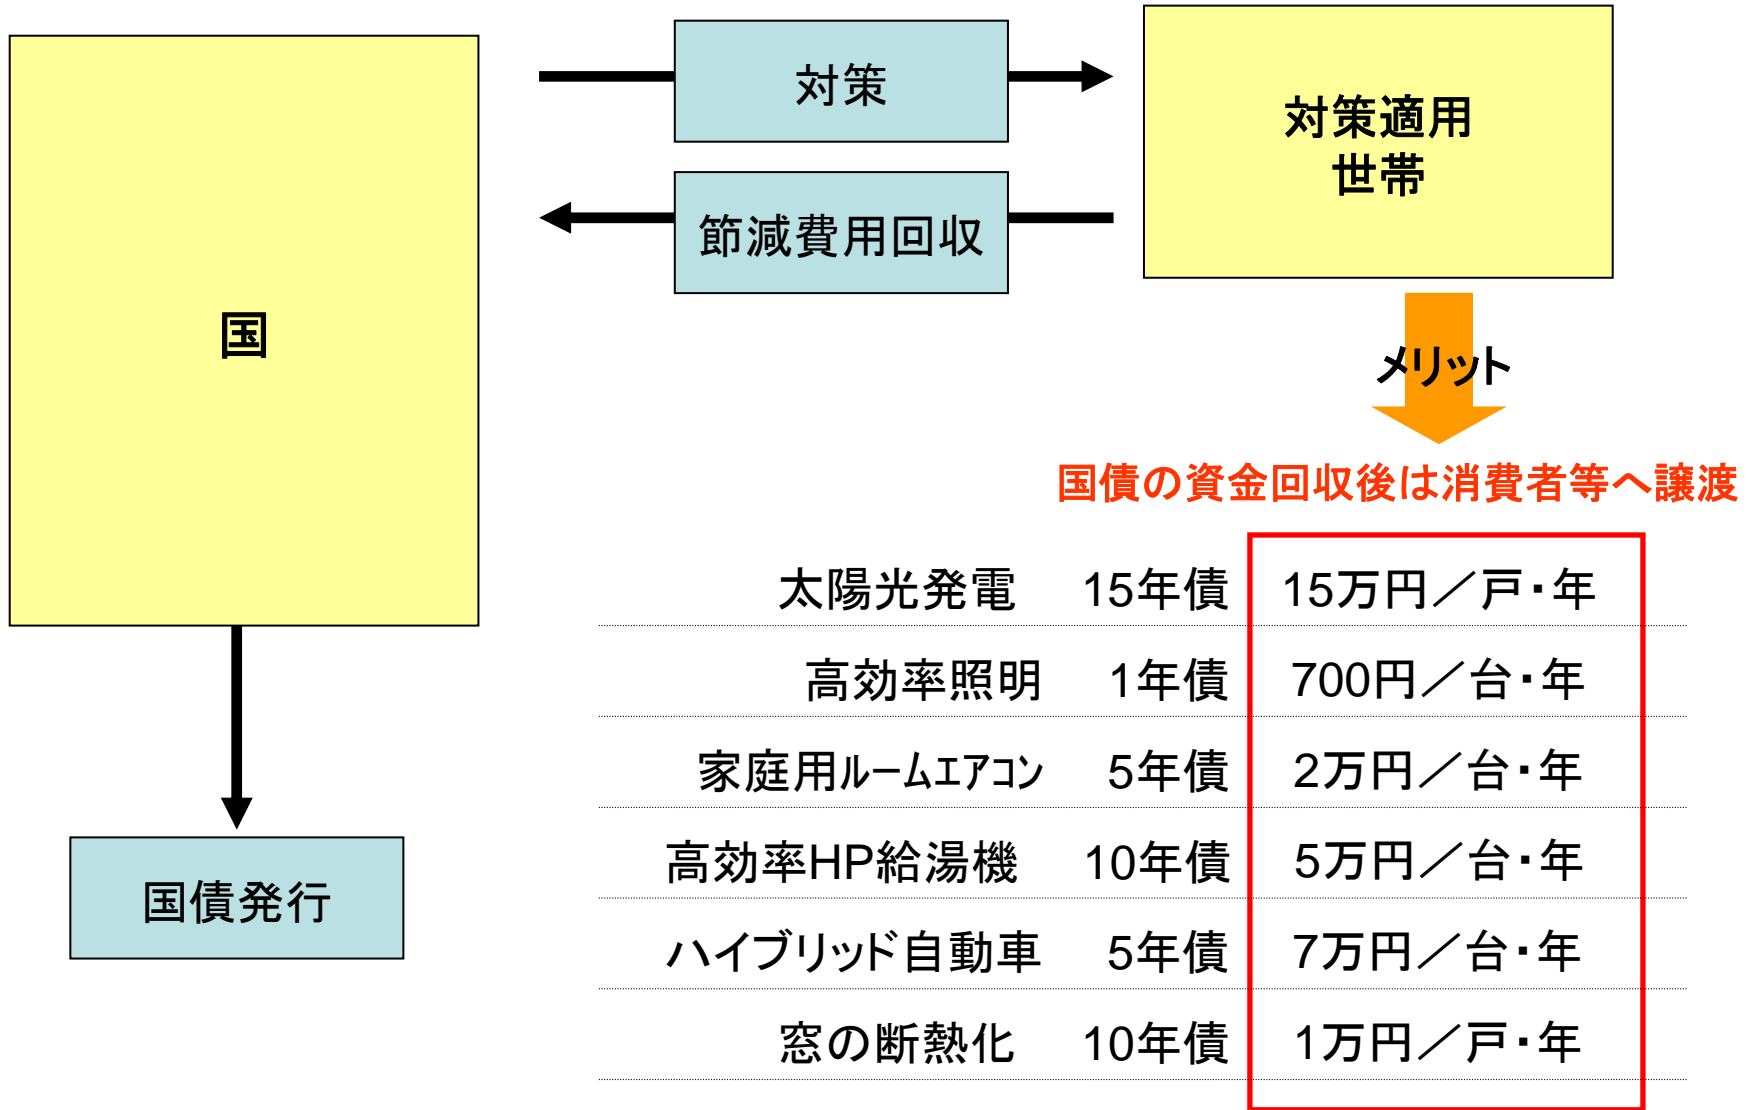 国
対策
節減費用回収
対策適用
世帯
メリット
国債の資金回収後は消費者等へ譲渡
太陽光発電 15年債 15万円／戸・年
高効率照明 1年債 700円／台・年
家庭用ルームエアコン 5年債 2万円／台・年
高効率HP給湯機 10年債 5万円／台・年
ハイブリッド自動車 5年債 7万円／台・年
窓の断熱化 10年債 1万円／戸・年
国債発行